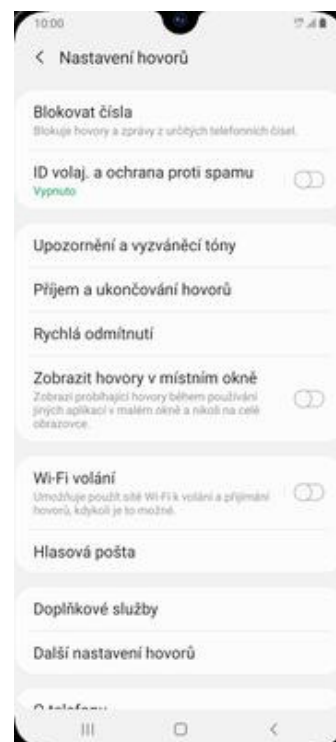 10:00
Nastavení hovorů
Blokovat čísla
Blokuje hovory a zprávy z určitých telefonních čísel.
ID volaj. a ochrana proti spamu
Vypnuto
Upozornění a vyzváněcí tóny
Příjem a ukončování hovorů
Rychlá odmítnutí
Zobrazit hovory v místním okně
Zobrazí probíhající hovory během používání
jiných aplikací v malém okně a nikoli na celé
obrazovce.
Wi-Fi volání
Umožňuje použít sítě Wi-Fi k volání a přijímání
hovorů, kdykoli je to možné.
Hlasová pošta
Doplňkové služby
Další nastavení hovorů
O telefonu